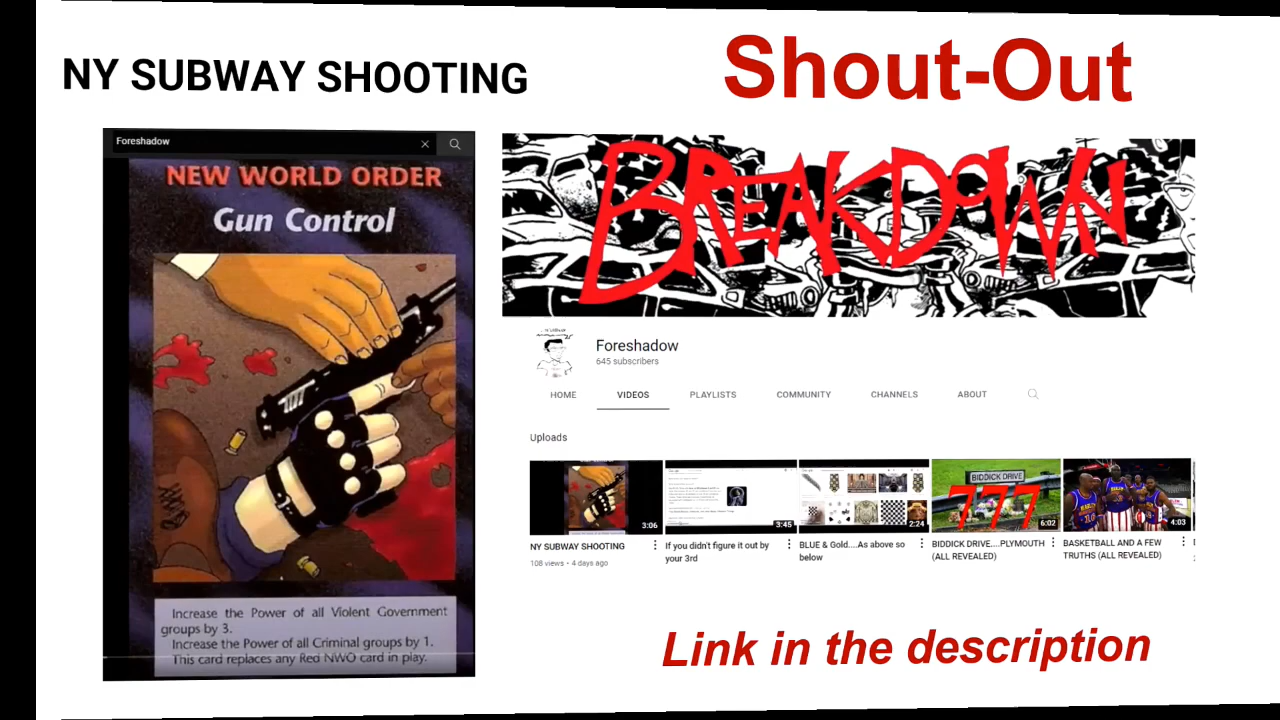 NY SUBWAY SHOOTING
Shout-Out
Foreshadow
NEW WORLD ORDER
Gun Control
Increase the Power of all Violent Government
groups by 3.
Increase the Power of all Criminal groups by 1.
This card replaces any Red NWO card in play.
BREAKDOWN
Foreshadow
645 subscribers
HOME VIDEOS PLAYLISTS COMMUNITY CHANNELS ABOUT
Uploads
3:06 3:45 2:24 BIDDICK DRIVE 777 6:02 4:03
NY SUBWAY SHOOTING
108 views • 4 days ago
If you didn't figure it out by
your 3rd
BLUE & Gold....As above so
below
BIDDICK DRIVE....PLYMOUTH
(ALL REVEALED)
BASKETBALL AND A FEW
TRUTHS (ALL REVEALED)
Link in the description